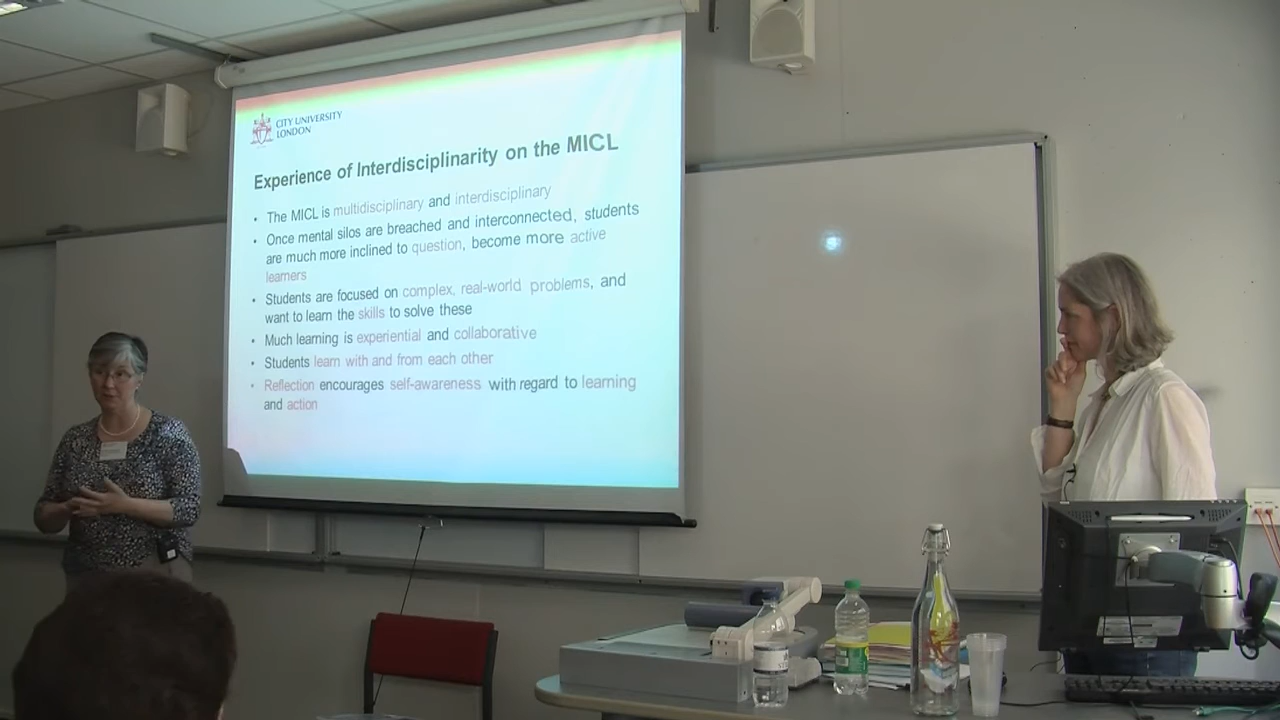 CITY UNIVERSITY
LONDON
Experience of Interdisciplinarity on the MICL
• The MICL is multidisciplinary and interdisciplinary
• Once mental silos are breached and interconnected, students
are much more inclined to question, become more active
learners
• Students are focused on complex, real-world problems, and
want to learn the skills to solve these
• Much learning is experiential and collaborative
• Students learn with and from each other
• Reflection encourages self-awareness with regard to learning
and action